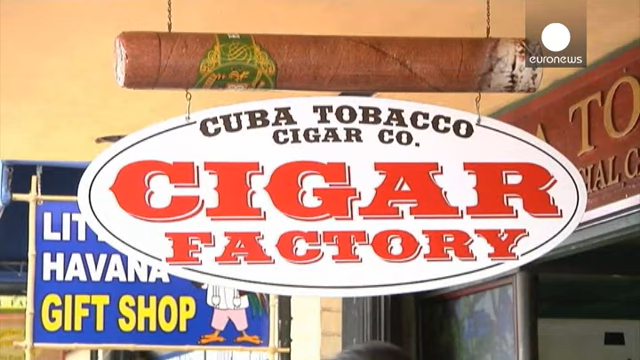 euronews
CUBA TOBACCO
CIGAR CO.
CIGAR
FACTORY
HAVANA
GIFT SHOP